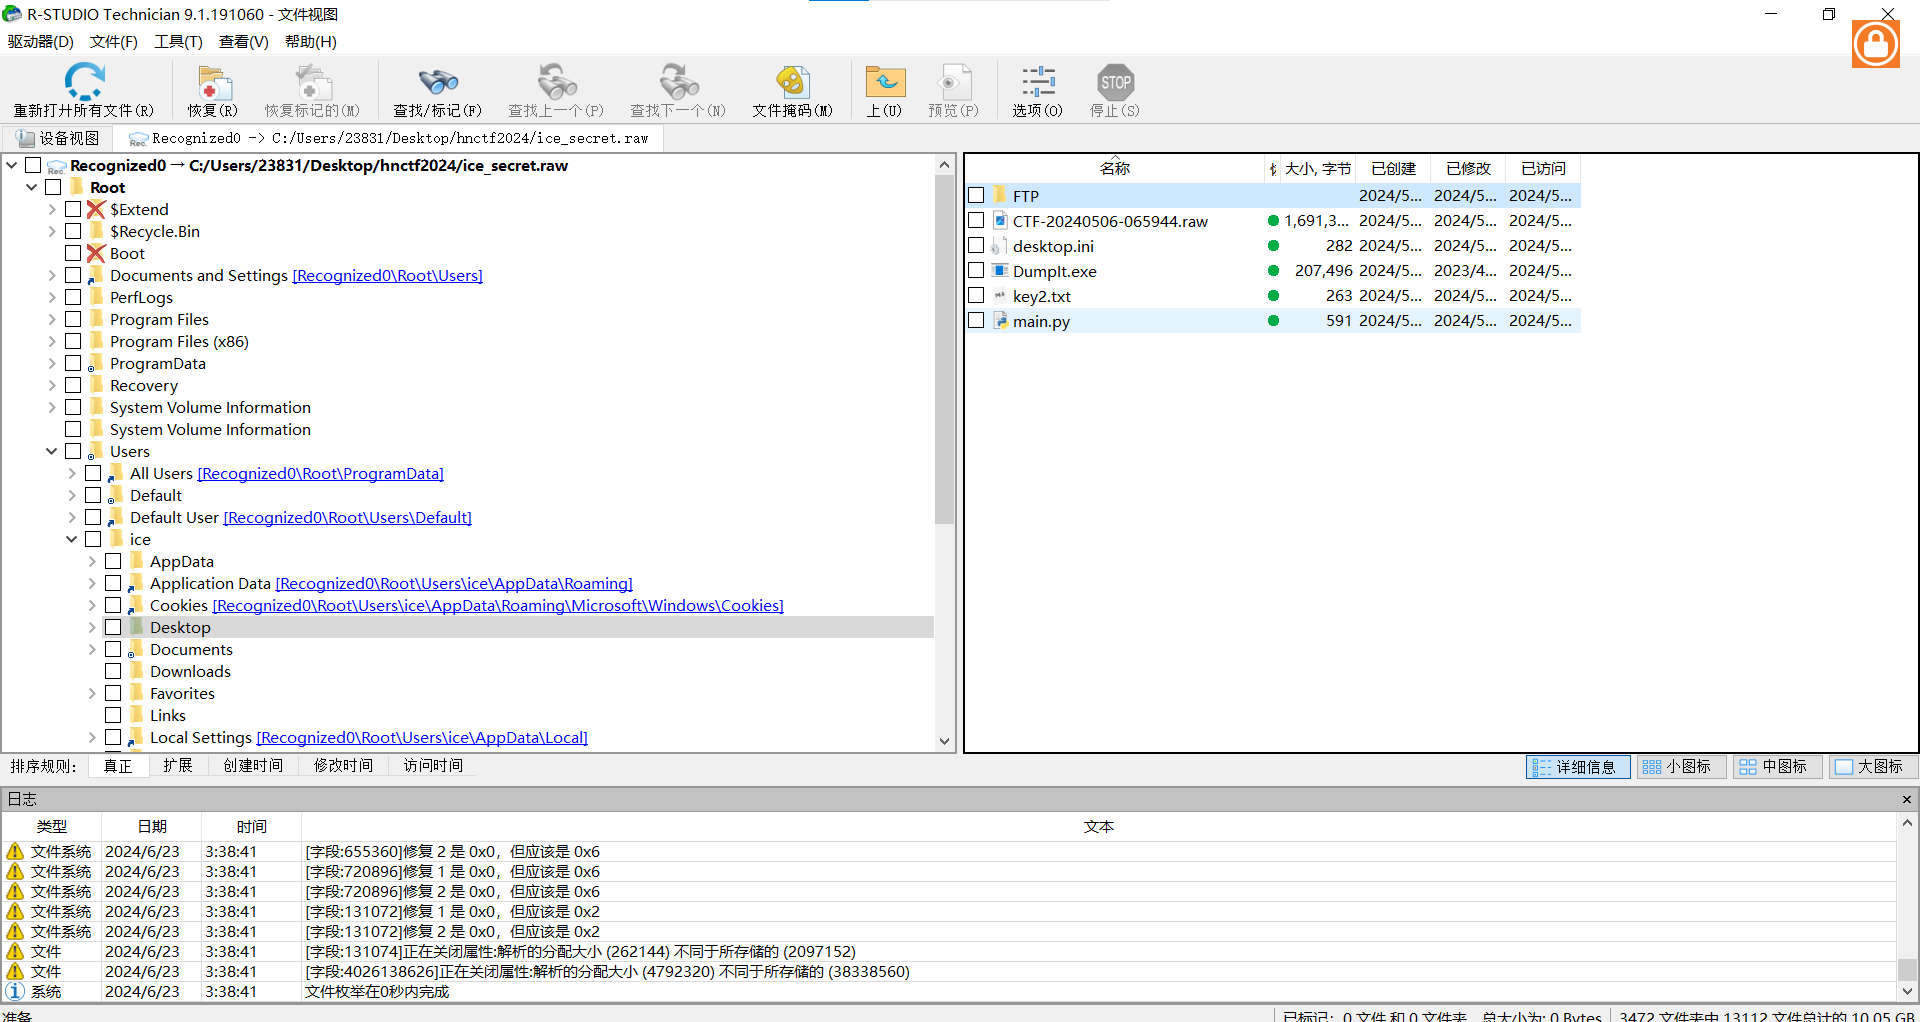 R-STUDIO Technician 9.1.191060 - 文件视图
驱动器(D) 文件(F) 工具(T) 查看(V) 帮助(H)
重新打廾所有文件(R) 恢复(R) 恢复标记的(M) 查找/标记(F) 查找上一个(P) 查找下一个(N) 文件掩码(M) 上(U) 预览(P) 选项(O) 停止(S)
STOP
设备视图 Rec. Recognized0 -> C:/Users/23831/Desktop/hnctf2024/ice_secret.raw
Rec. Recognized0 → C:/Users/23831/Desktop/hnctf2024/ice_secret.raw
Root
$Extend
$Recycle.Bin
Boot
Documents and Settings [Recognized0\Root\Users]
PerfLogs
Program Files
Program Files (x86)
ProgramData
Recovery
System Volume Information
System Volume Information
Users
All Users [Recognized0\Root\ProgramData]
Default
Default User [Recognized0\Root\Users\Default]
ice
AppData
Application Data [Recognized0\Root\Users\ice\AppData\Roaming]
Cookies [Recognized0\Root\Users\ice\AppData\Roaming\Microsoft\Windows\Cookies]
Desktop
Documents
Downloads
Favorites
Links
Local Settings [Recognized0\Root\Users\ice\AppData\Local]
名称 大小, 字节 已创建 已修改 已访问
FTP 2024/5... 2024/5... 2024/5...
CTF-20240506-065944.raw 1,691,3... 2024/5... 2024/5... 2024/5...
desktop.ini 282 2024/5... 2024/5... 2024/5...
DumpIt.exe 207,496 2024/5... 2023/4... 2024/5...
key2.txt 263 2024/5... 2024/5... 2024/5...
main.py 591 2024/5... 2024/5... 2024/5...
排序规则: 真正 扩展 创建时间 修改时间 访问时间 详细信息 小图标 中图标 大图标
日志
类型 日期 时间 文本
文件系统 2024/6/23 3:38:41 [字段:655360]修复 2 是 0x0，但应该是 0x6
文件系统 2024/6/23 3:38:41 [字段:720896]修复 1 是 0x0，但应该是 0x6
文件系统 2024/6/23 3:38:41 [字段:720896]修复 2 是 0x0，但应该是 0x6
文件系统 2024/6/23 3:38:41 [字段:131072]修复 1 是 0x0，但应该是 0x2
文件系统 2024/6/23 3:38:41 [字段:131072]修复 2 是 0x0，但应该是 0x2
文件 2024/6/23 3:38:41 [字段:131074]正在关闭属性:解析的分配大小 (262144) 不同于所存储的 (2097152)
文件 2024/6/23 3:38:41 [字段:4026138626]正在关闭属性:解析的分配大小 (4792320) 不同于所存储的 (38338560)
系统 2024/6/23 3:38:41 文件枚举在0秒内完成
准备 已标记: 0 文件 和 0 文件夹 总大小为: 0 Bytes 3472 文件夹中 13112 文件总计的 10.05 GB